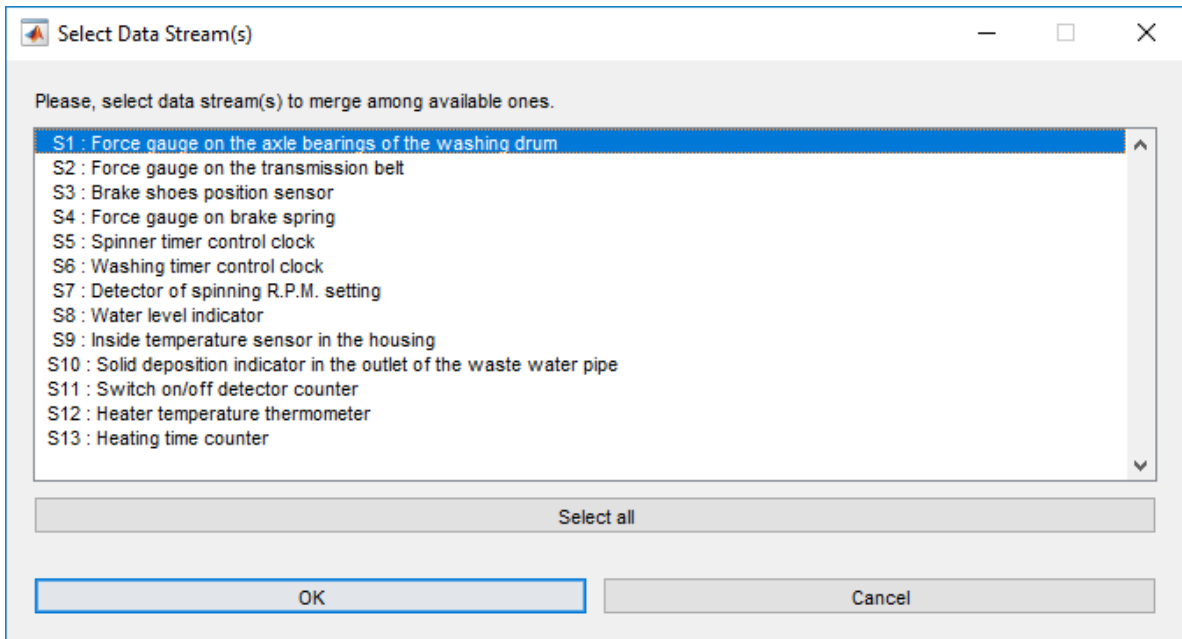 Select Data Stream(s)
Please, select data stream(s) to merge among available ones.
S1 : Force gauge on the axle bearings of the washing drum
S2 : Force gauge on the transmission belt
S3 : Brake shoes position sensor
S4 : Force gauge on brake spring
S5 : Spinner timer control clock
S6 : Washing timer control clock
S7 : Detector of spinning R.P.M. setting
S8 : Water level indicator
S9 : Inside temperature sensor in the housing
S10 : Solid deposition indicator in the outlet of the waste water pipe
S11 : Switch on/off detector counter
S12 : Heater temperature thermometer
S13 : Heating time counter
Select all
OK Cancel